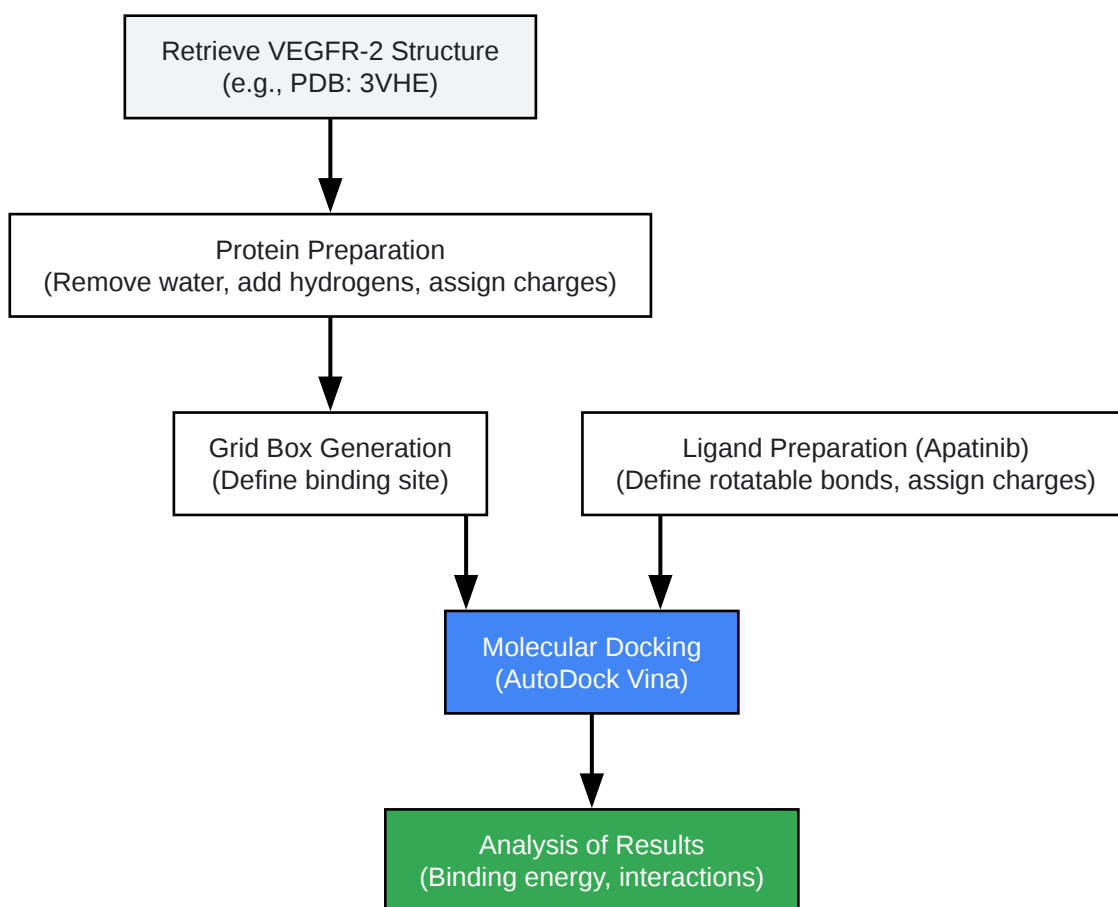 Retrieve VEGFR-2 Structure
(e.g., PDB: 3VHE)
Protein Preparation
(Remove water, add hydrogens, assign charges)
Grid Box Generation
(Define binding site)
Ligand Preparation (Apatinib)
(Define rotatable bonds, assign charges)
Molecular Docking
(AutoDock Vina)
Analysis of Results
(Binding energy, interactions)